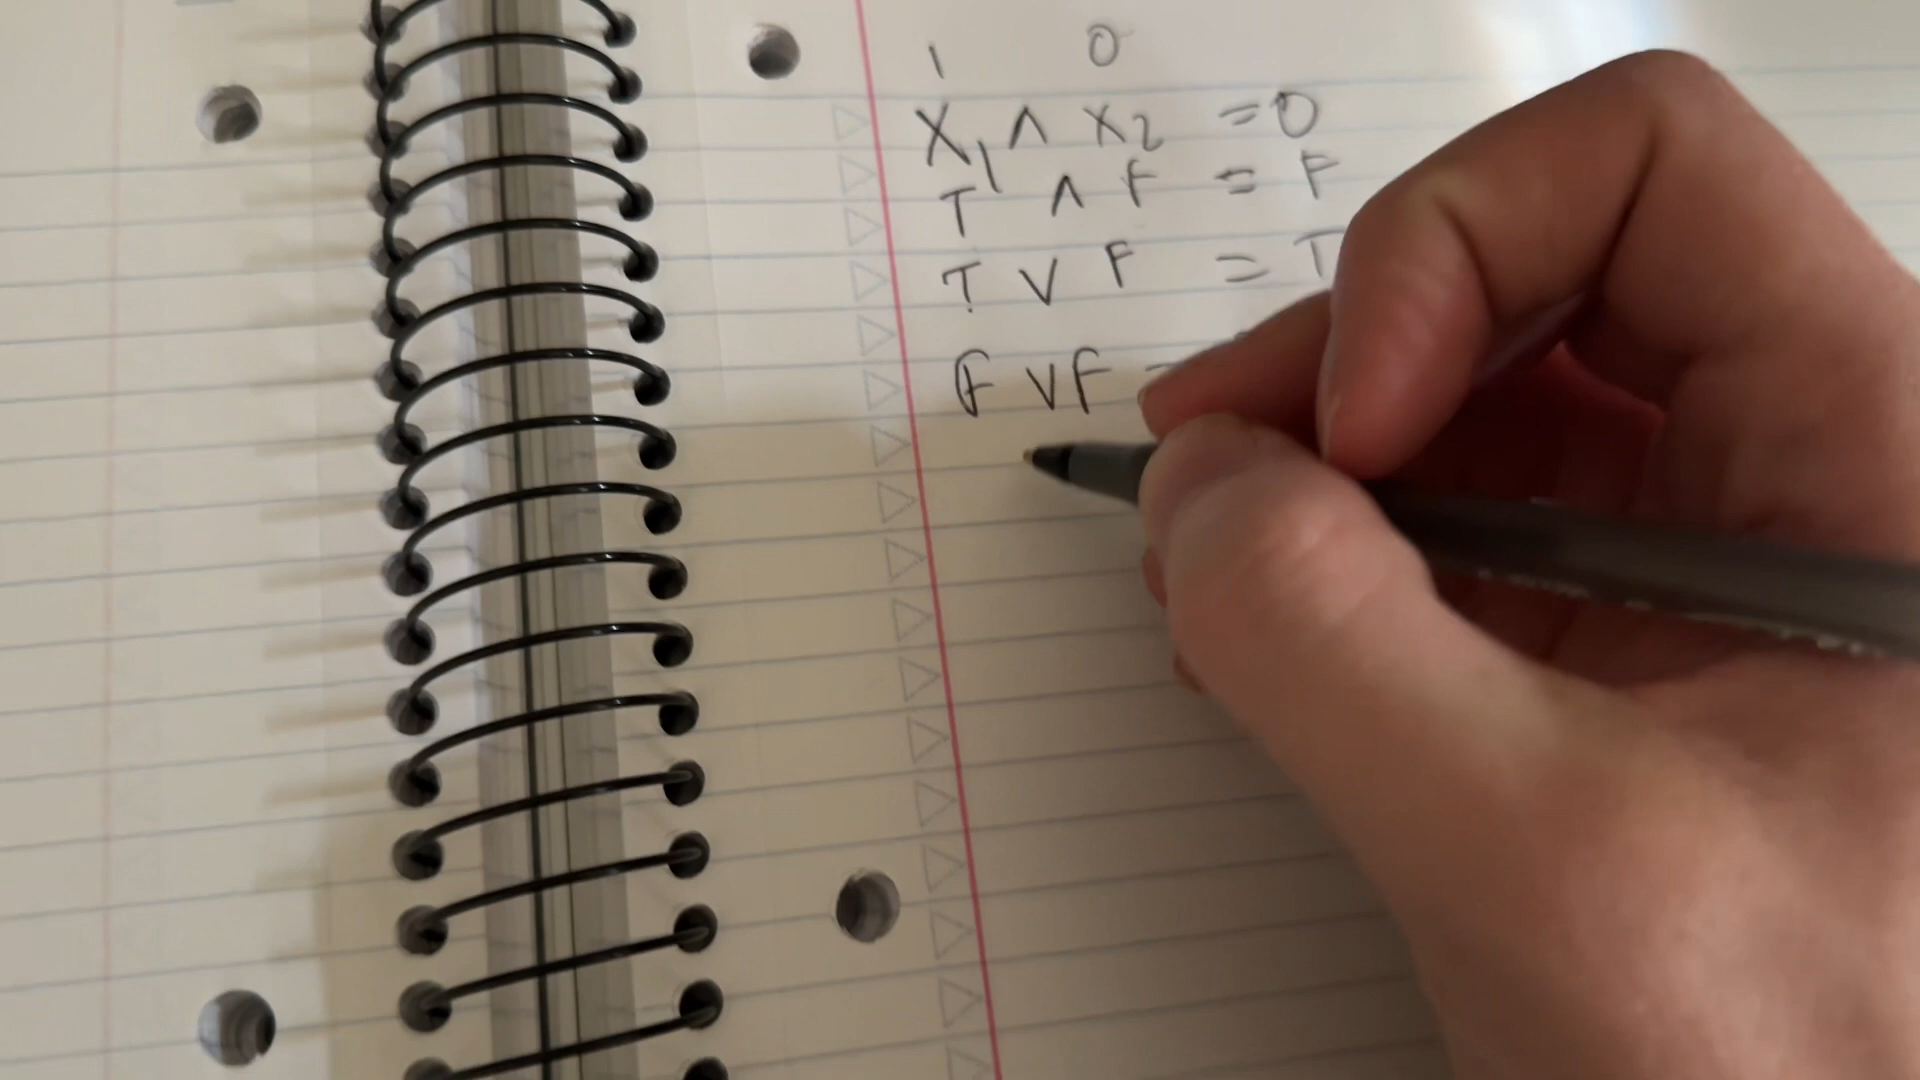 1 0
X₁ ∧ X₂ = 0
T ∧ F = F
T ∨ F = T
F ∨ F =